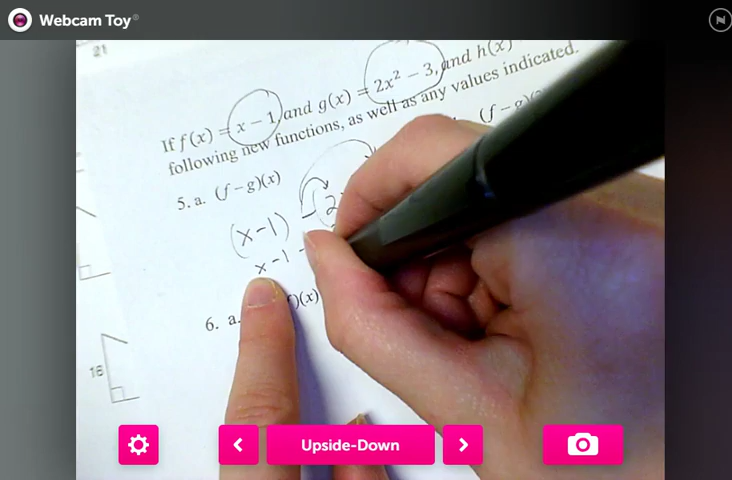 Webcam Toy
21
If f(x) = x − 1, and g(x) = 2x² − 3, and h(x)
following new functions, as well as any values indicated.
5. a. (f − g)(x)
(f − g)(
(x−1) − (2
x −1 −
6. a. )(x)
16
Upside-Down